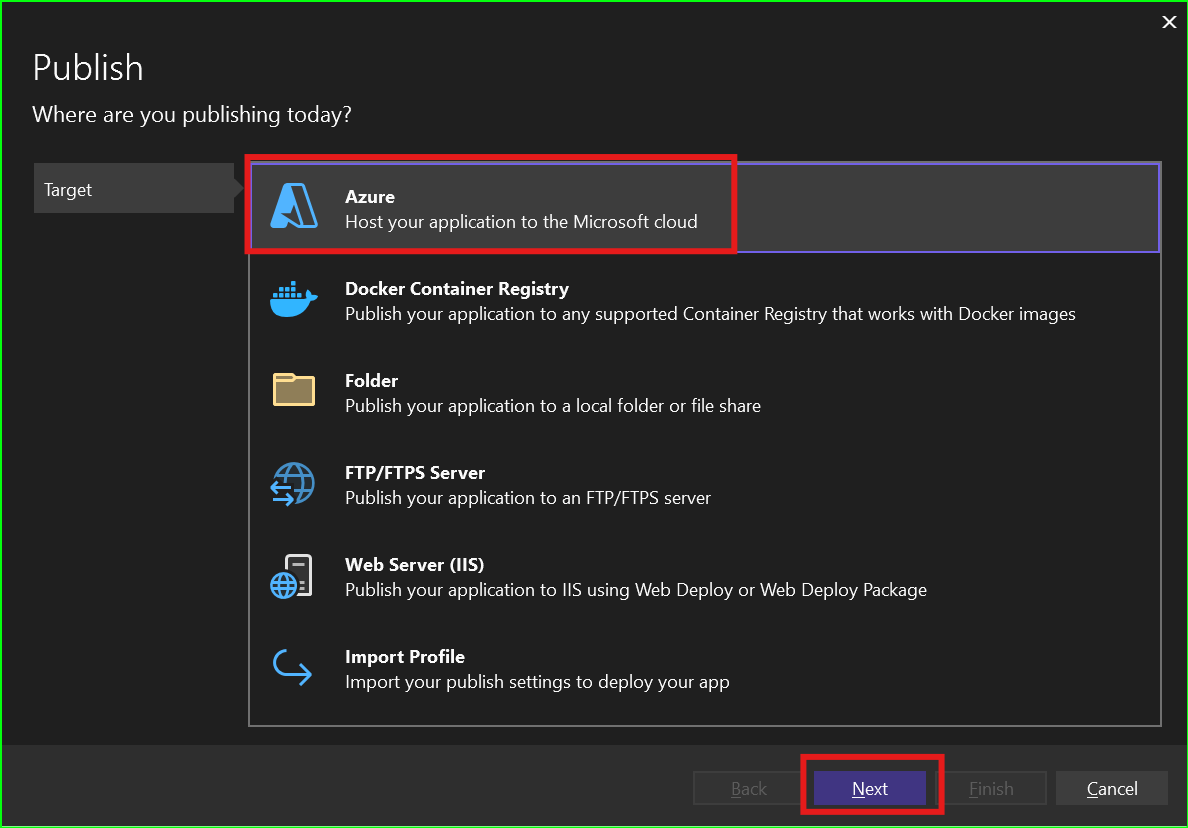 Publish
Where are you publishing today?
Target
Azure
Host your application to the Microsoft cloud
Docker Container Registry
Publish your application to any supported Container Registry that works with Docker images
Folder
Publish your application to a local folder or file share
FTP/FTPS Server
Publish your application to an FTP/FTPS server
Web Server (IIS)
Publish your application to IIS using Web Deploy or Web Deploy Package
Import Profile
Import your publish settings to deploy your app
Back
Next
Finish
Cancel